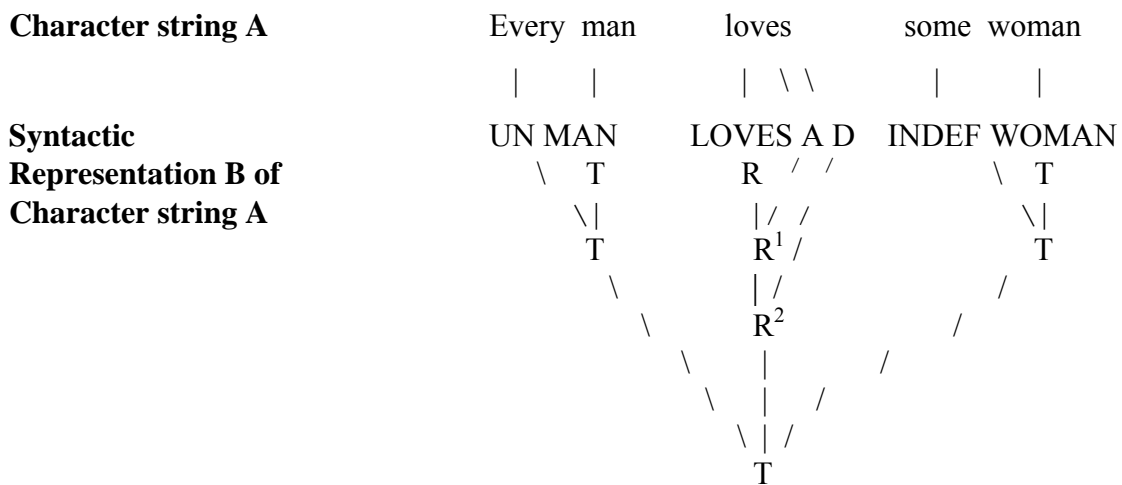 Character string A Every man loves some woman
Syntactic UN MAN LOVES A D INDEF WOMAN
Representation B of T R T
Character string A
T R¹ T
R²
T